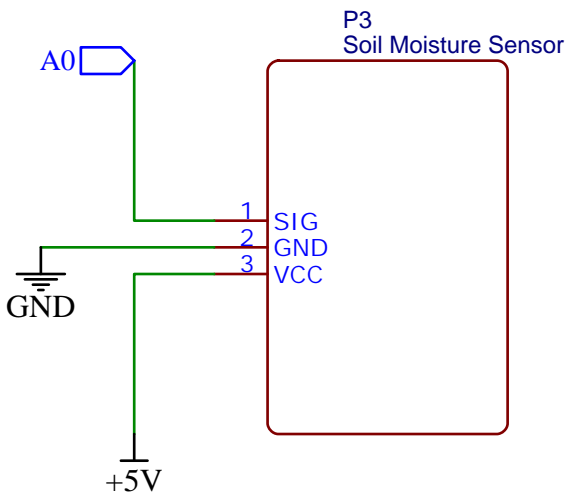 P3
Soil Moisture Sensor
A0
1 SIG
2 GND
3 VCC
GND
+5V